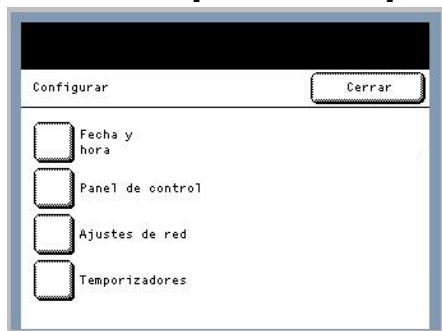 Configurar
Cerrar
Fecha y
hora
Panel de control
Ajustes de red
Temporizadores